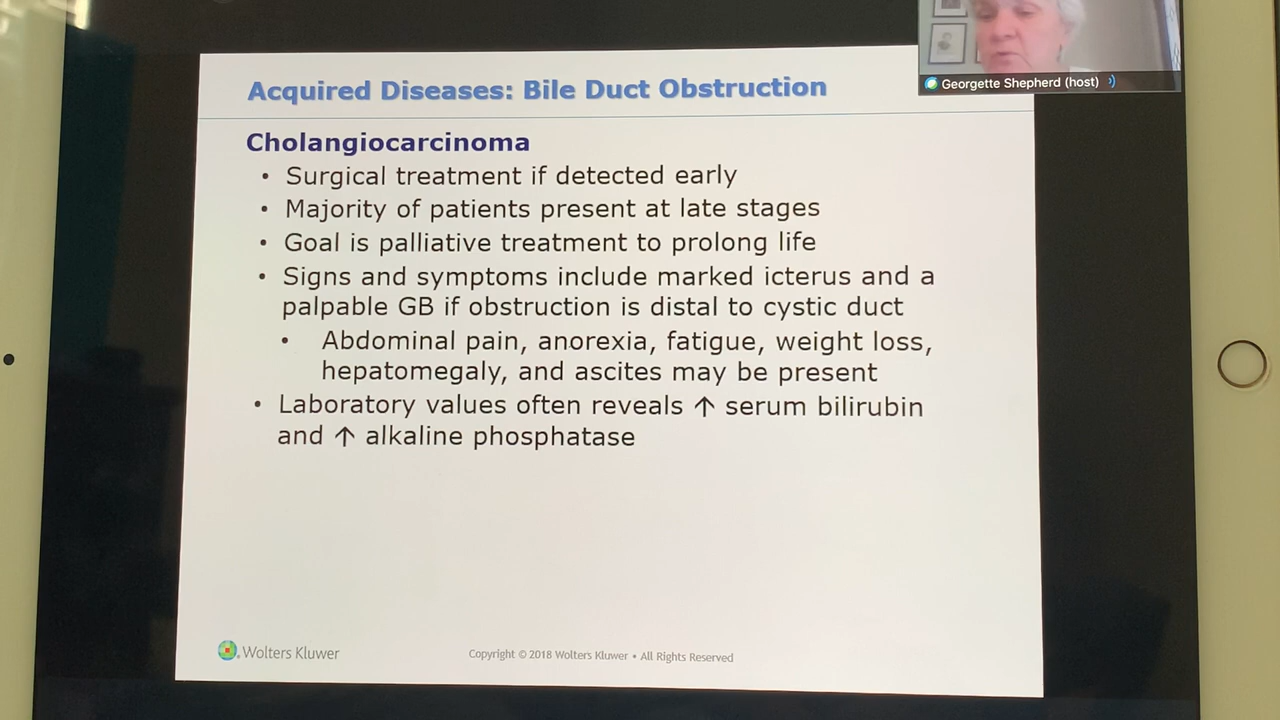 Acquired Diseases: Bile Duct Obstruction
Georgette Shepherd (host)
Cholangiocarcinoma
• Surgical treatment if detected early
• Majority of patients present at late stages
• Goal is palliative treatment to prolong life
• Signs and symptoms include marked icterus and a
palpable GB if obstruction is distal to cystic duct
• Abdominal pain, anorexia, fatigue, weight loss,
hepatomegaly, and ascites may be present
• Laboratory values often reveals ↑ serum bilirubin
and ↑ alkaline phosphatase
Wolters Kluwer
Copyright © 2018 Wolters Kluwer • All Rights Reserved